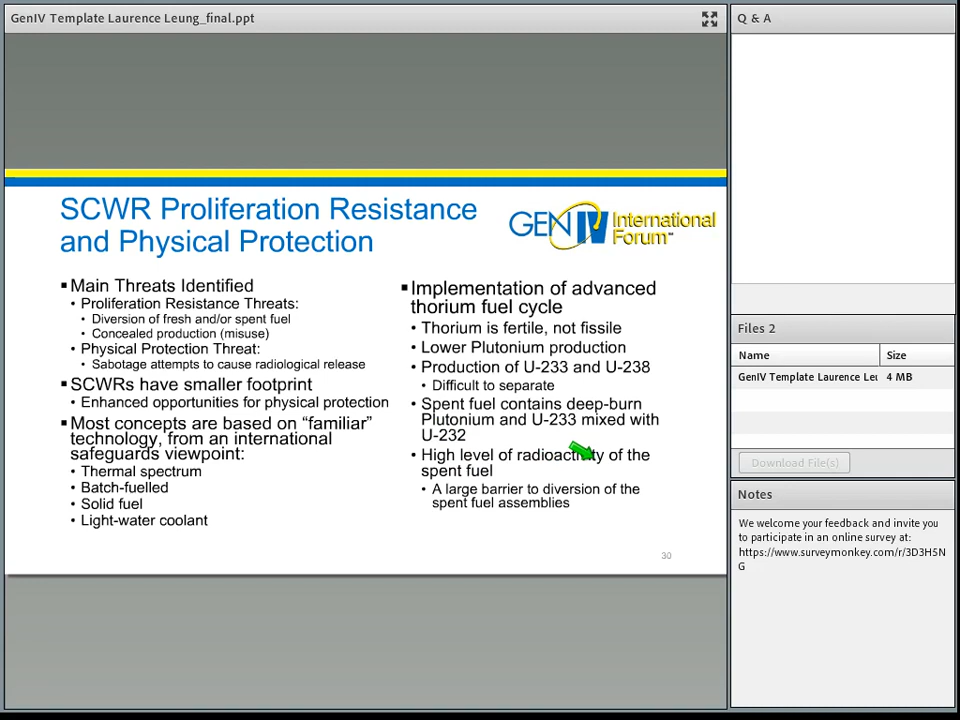 GenIV Template Laurence Leung_final.ppt
SCWR Proliferation Resistance
and Physical Protection
GENIV International
Forum™
▪ Main Threats Identified
• Proliferation Resistance Threats:
• Diversion of fresh and/or spent fuel
• Concealed production (misuse)
• Physical Protection Threat:
• Sabotage attempts to cause radiological release
▪ SCWRs have smaller footprint
• Enhanced opportunities for physical protection
▪ Most concepts are based on “familiar”
technology, from an international
safeguards viewpoint:
• Thermal spectrum
• Batch-fuelled
• Solid fuel
• Light-water coolant
▪ Implementation of advanced
thorium fuel cycle
• Thorium is fertile, not fissile
• Lower Plutonium production
• Production of U-233 and U-238
• Difficult to separate
• Spent fuel contains deep-burn
Plutonium and U-233 mixed with
U-232
• High level of radioactivity of the
spent fuel
• A large barrier to diversion of the
spent fuel assemblies
30
Q & A
Files 2
Name Size
GenIV Template Laurence Leu 4 MB
Download File(s)
Notes
We welcome your feedback and invite you
to participate in an online survey at:
https://www.surveymonkey.com/r/3D3H5N
G